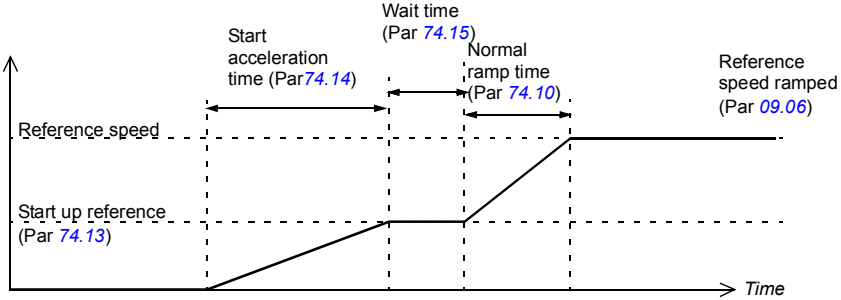 Wait time
(Par 74.15)
Start
acceleration
time (Par74.14)
Normal
ramp time
(Par 74.10)
Reference
speed ramped
(Par 09.06)
Reference speed
Start up reference
(Par 74.13)
Time